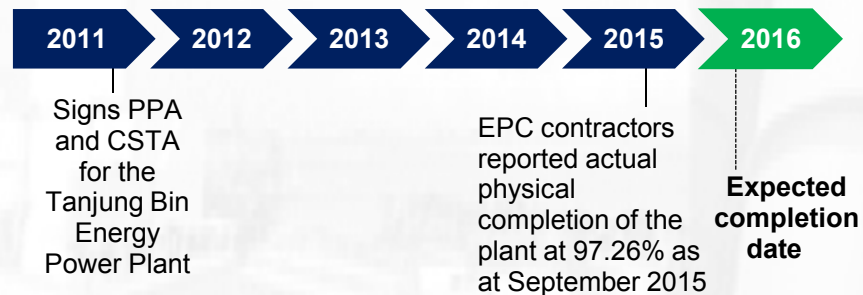 2011 2012 2013 2014 2015 2016
Signs PPA
and CSTA
for the
Tanjung Bin
Energy
Power Plant
EPC contractors
reported actual
physical
completion of the
plant at 97.26% as
at September 2015
Expected
completion
date